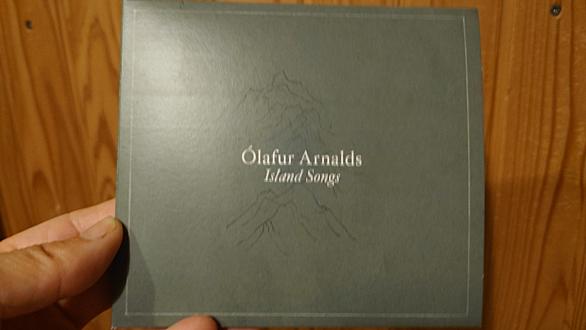 Ólafur Arnalds
Island Songs